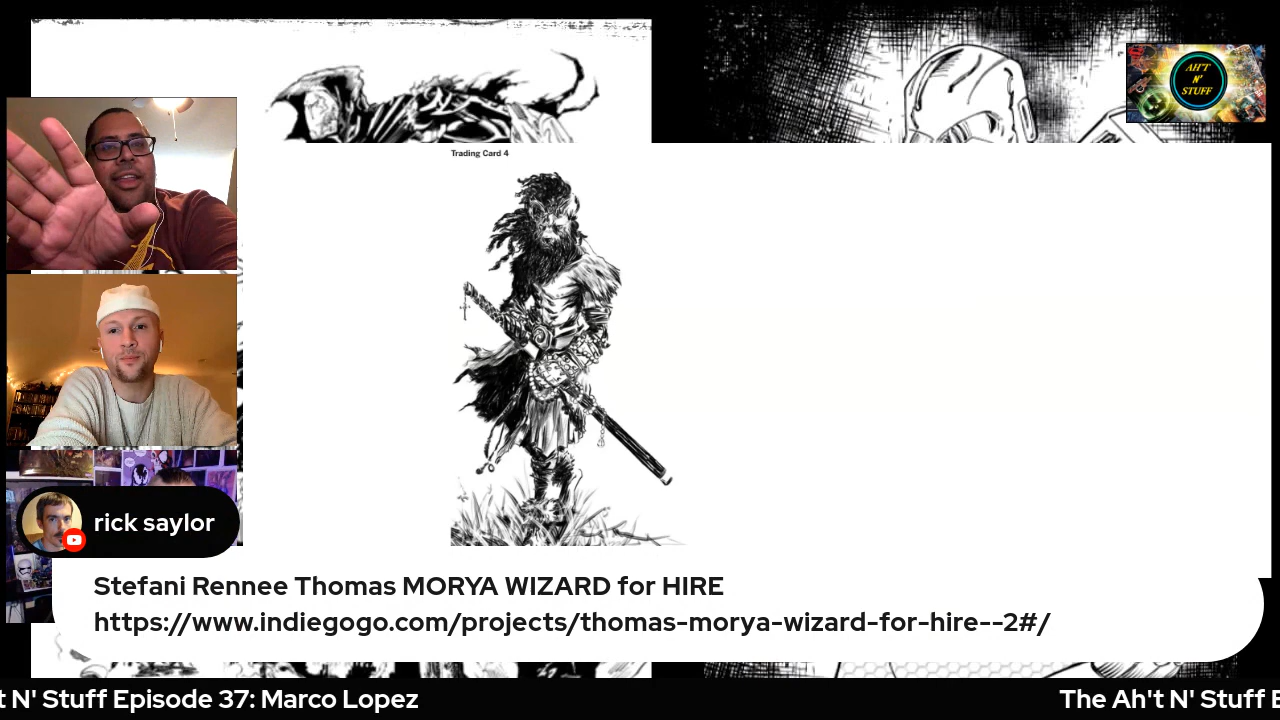 AH'T
N'
STUFF
Trading Card 4
rick saylor
Stefani Rennee Thomas MORYA WIZARD for HIRE
https://www.indiegogo.com/projects/thomas-morya-wizard-for-hire--2#/
t N' Stuff Episode 37: Marco Lopez
The Ah't N' Stuff E